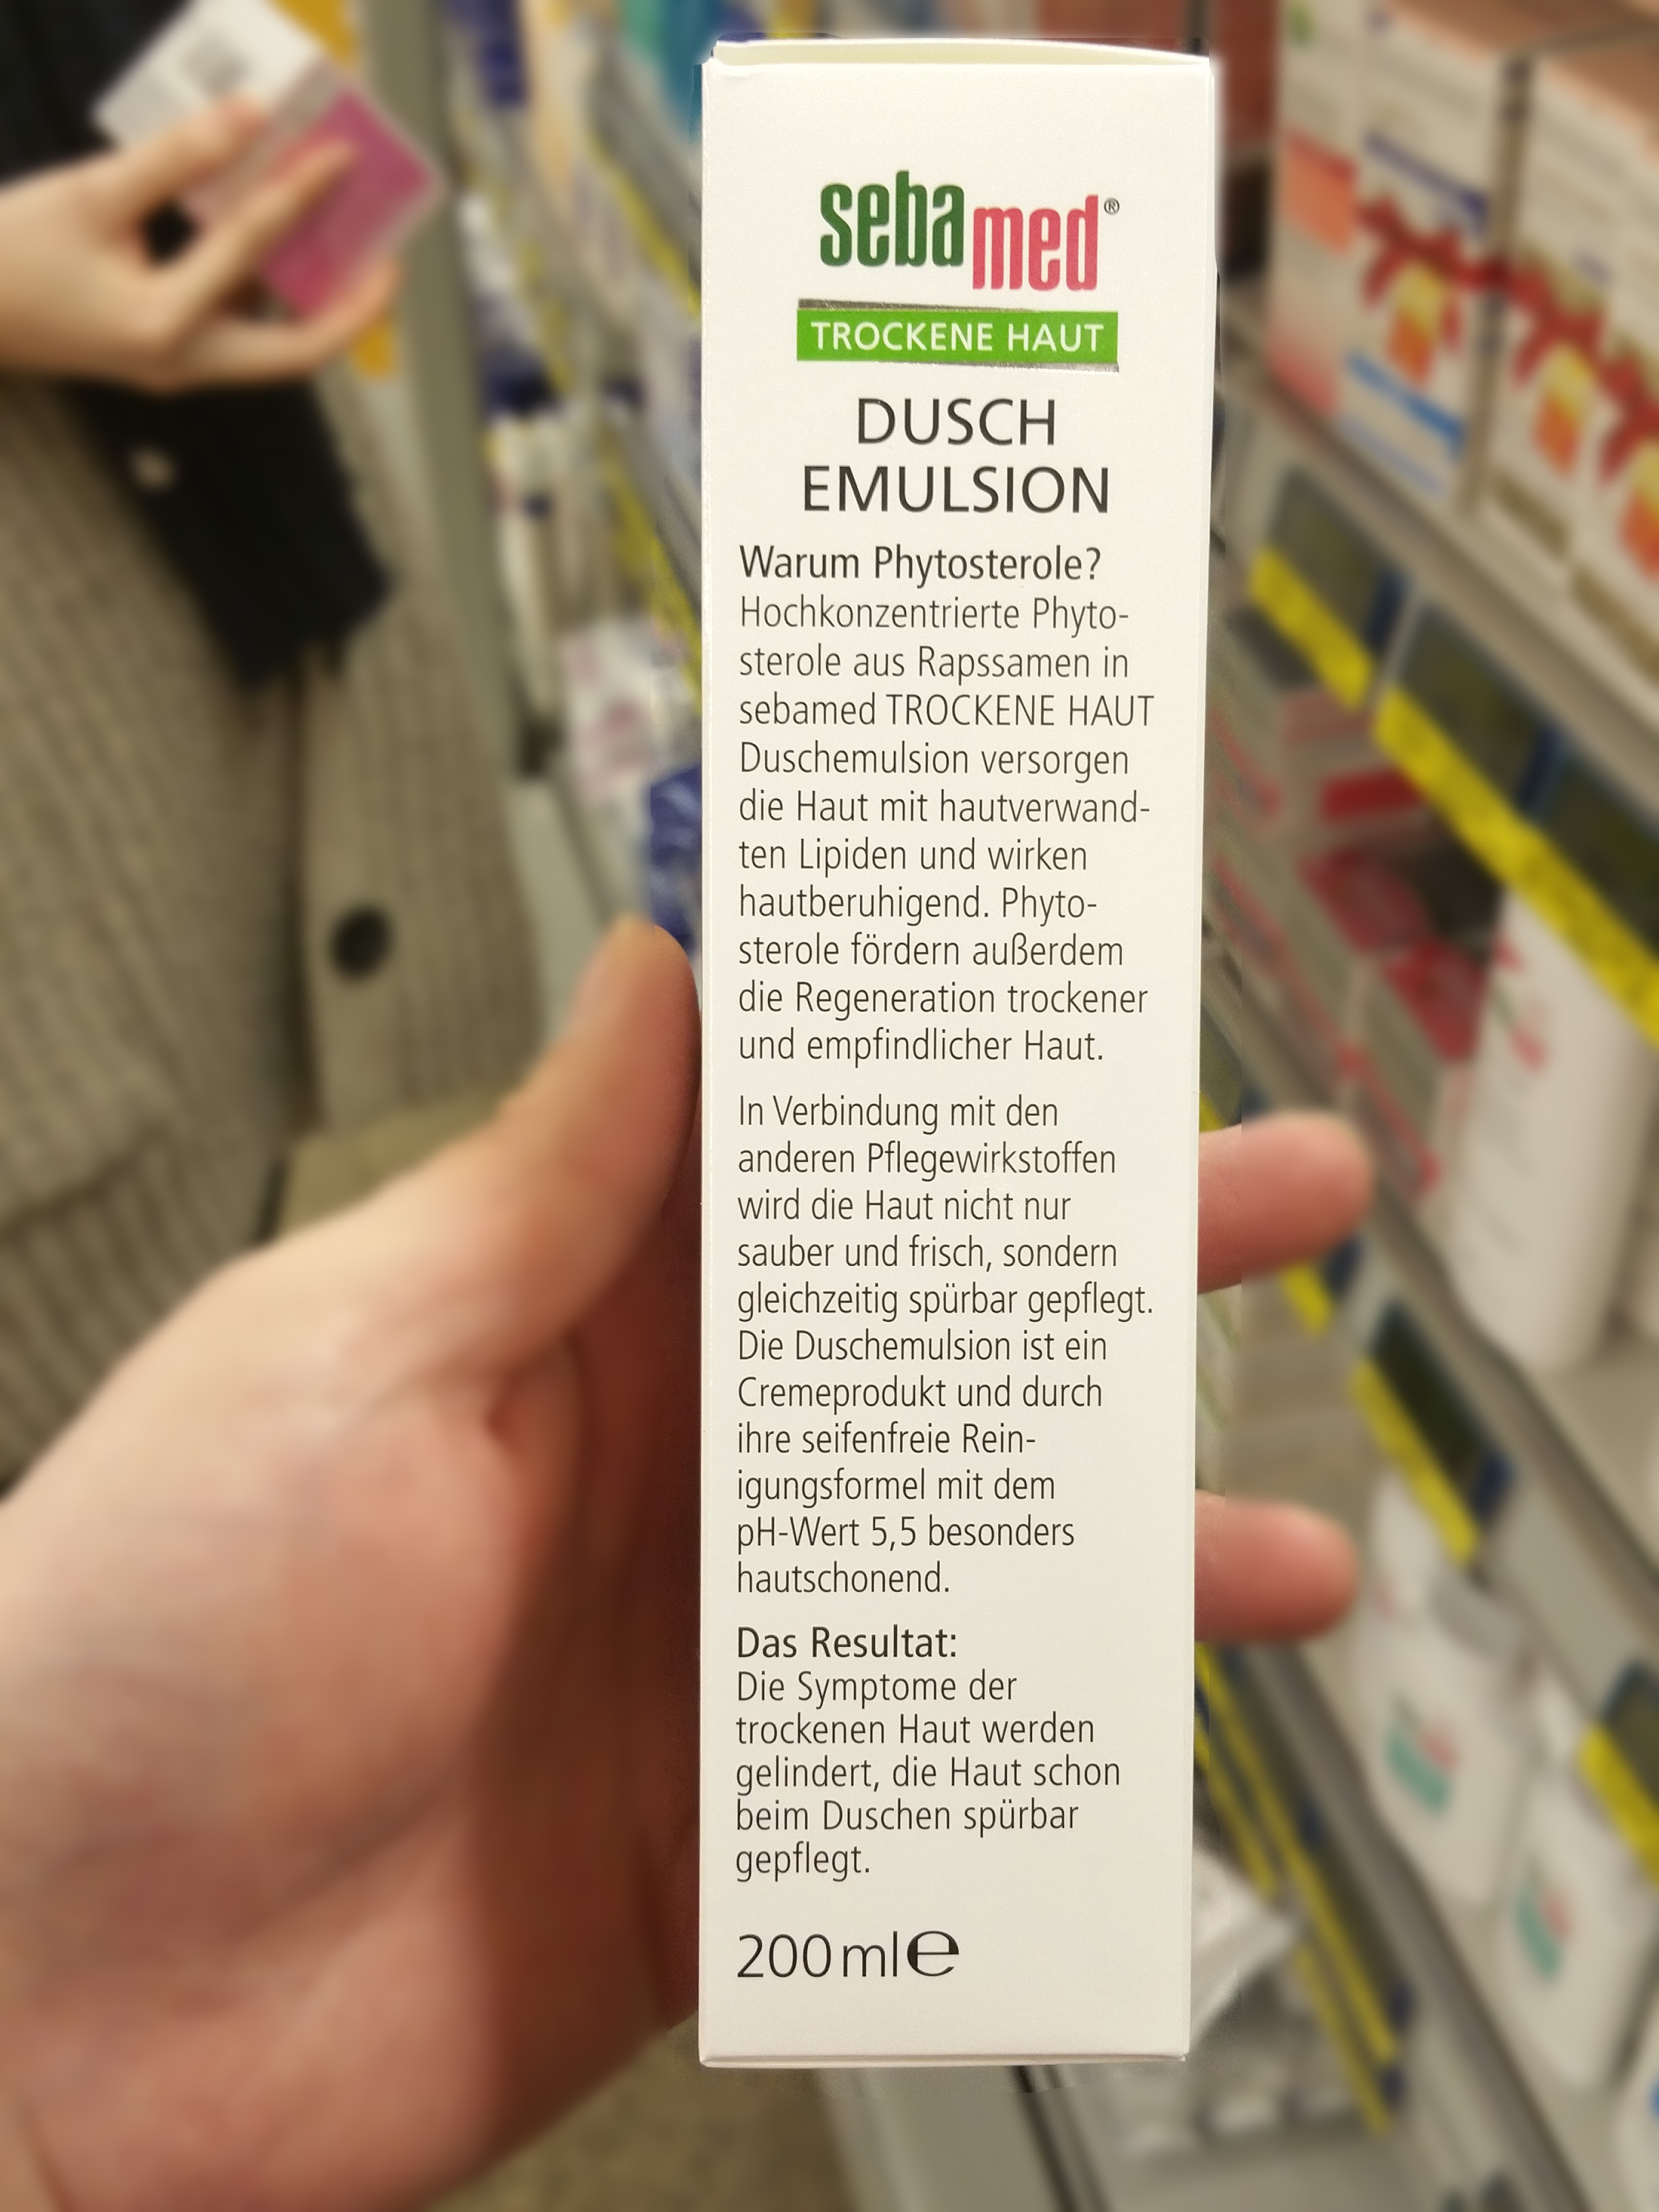 sebamed®
TROCKENE HAUT
DUSCH
EMULSION
Warum Phytosterole?
Hochkonzentrierte Phyto-
sterole aus Rapssamen in
sebamed TROCKENE HAUT
Duschemulsion versorgen
die Haut mit hautverwand-
ten Lipiden und wirken
hautberuhigend. Phyto-
sterole fördern außerdem
die Regeneration trockener
und empfindlicher Haut.
In Verbindung mit den
anderen Pflegewirkstoffen
wird die Haut nicht nur
sauber und frisch, sondern
gleichzeitig spürbar gepflegt.
Die Duschemulsion ist ein
Cremeprodukt und durch
ihre seifenfreie Rein-
igungsformel mit dem
pH-Wert 5,5 besonders
hautschonend.
Das Resultat:
Die Symptome der
trockenen Haut werden
gelindert, die Haut schon
beim Duschen spürbar
gepflegt.
200 ml ℮